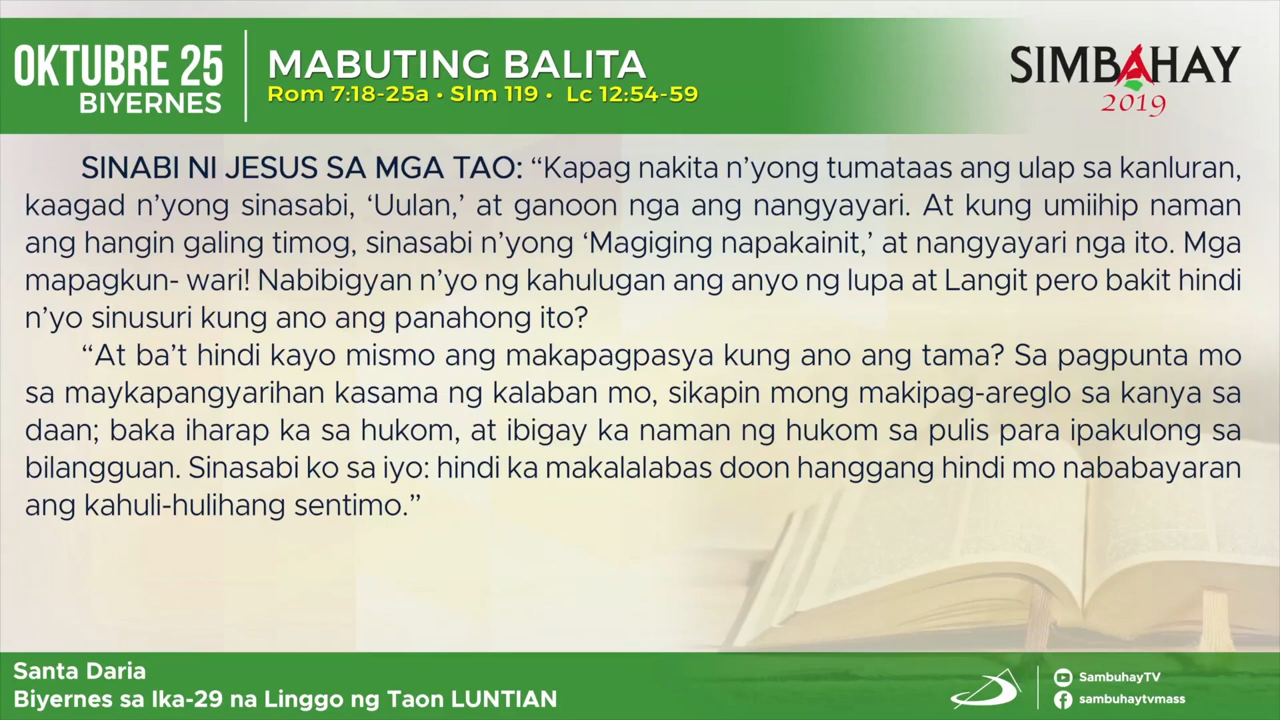 OKTUBRE 25
BIYERNES
MABUTING BALITA
Rom 7:18-25a • Slm 119 • Lc 12:54-59
SIMBAHAY
2019
SINABI NI JESUS SA MGA TAO: “Kapag nakita n’yong tumataas ang ulap sa kanluran,
kaagad n’yong sinasabi, ‘Uulan,’ at ganoon nga ang nangyayari. At kung umiihip naman
ang hangin galing timog, sinasabi n’yong ‘Magiging napakainit,’ at nangyayari nga ito. Mga
mapagkun- wari! Nabibigyan n’yo ng kahulugan ang anyo ng lupa at Langit pero bakit hindi
n’yo sinusuri kung ano ang panahong ito?
“At ba’t hindi kayo mismo ang makapagpasya kung ano ang tama? Sa pagpunta mo
sa maykapangyarihan kasama ng kalaban mo, sikapin mong makipag-areglo sa kanya sa
daan; baka iharap ka sa hukom, at ibigay ka naman ng hukom sa pulis para ipakulong sa
bilangguan. Sinasabi ko sa iyo: hindi ka makalalabas doon hanggang hindi mo nababayaran
ang kahuli-hulihang sentimo.”
Santa Daria
Biyernes sa Ika-29 na Linggo ng Taon LUNTIAN
SambuhayTV
sambuhaytvmass